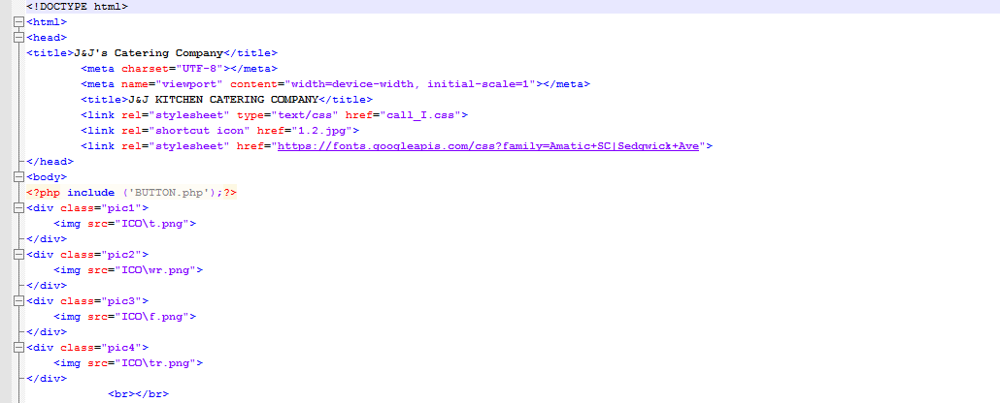 <!DOCTYPE html>
<html>
<head>
<title>J&J's Catering Company</title>
<meta charset="UTF-8"></meta>
<meta name="viewport" content="width=device-width, initial-scale=1"></meta>
<title>J&J KITCHEN CATERING COMPANY</title>
<link rel="stylesheet" type="text/css" href="call_I.css">
<link rel="shortcut icon" href="1.2.jpg">
<link rel="stylesheet" href="https://fonts.googleapis.com/css?family=Amatic+SC|Sedgwick+Ave">
</head>
<body>
<?php include ('BUTTON.php');?>
<div class="pic1">
<img src="ICO\t.png">
</div>
<div class="pic2">
<img src="ICO\wr.png">
</div>
<div class="pic3">
<img src="ICO\f.png">
</div>
<div class="pic4">
<img src="ICO\tr.png">
</div>
<br></br>